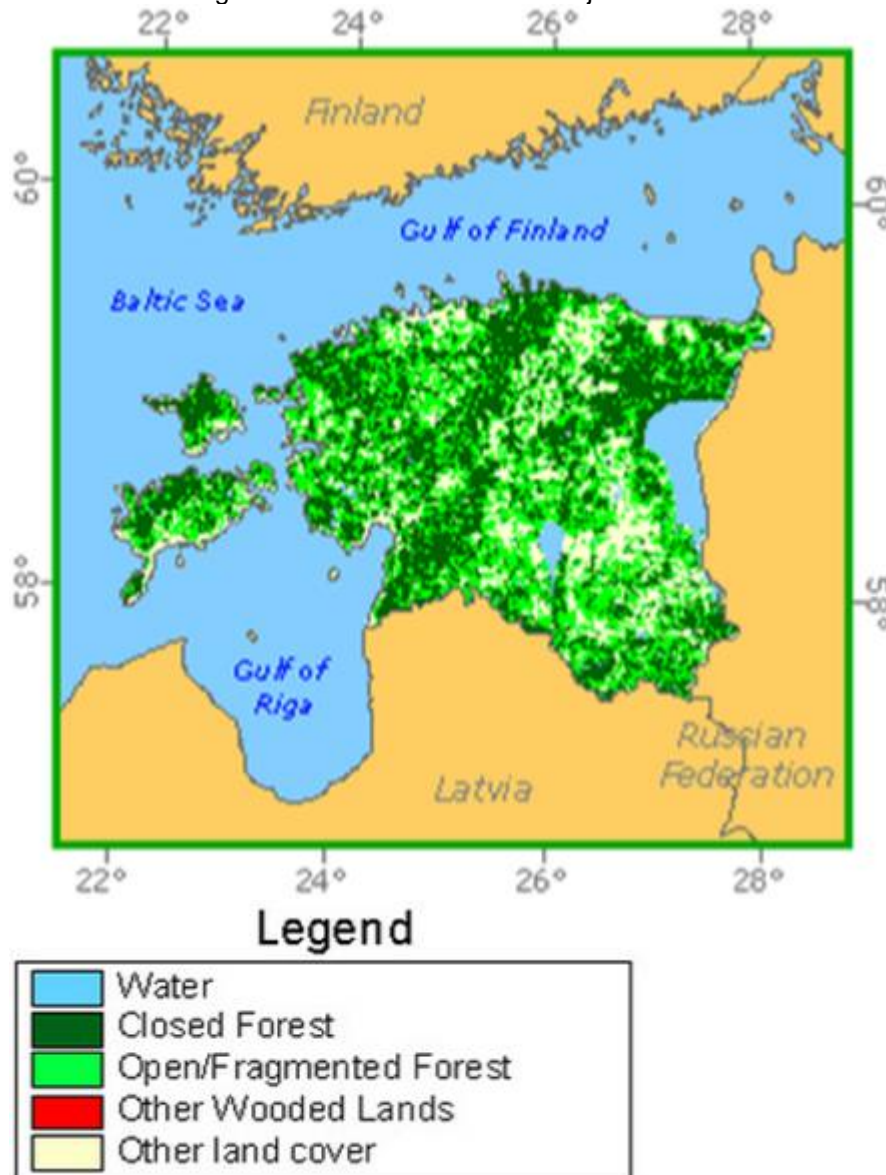 22° 24° 26° 28°
Finland
60°
60°
Gulf of Finland
Baltic Sea
58°
58°
Gulf of
Riga
Russian
Federation
Latvia
22° 24° 26° 28°
Legend
Water
Closed Forest
Open/Fragmented Forest
Other Wooded Lands
Other land cover